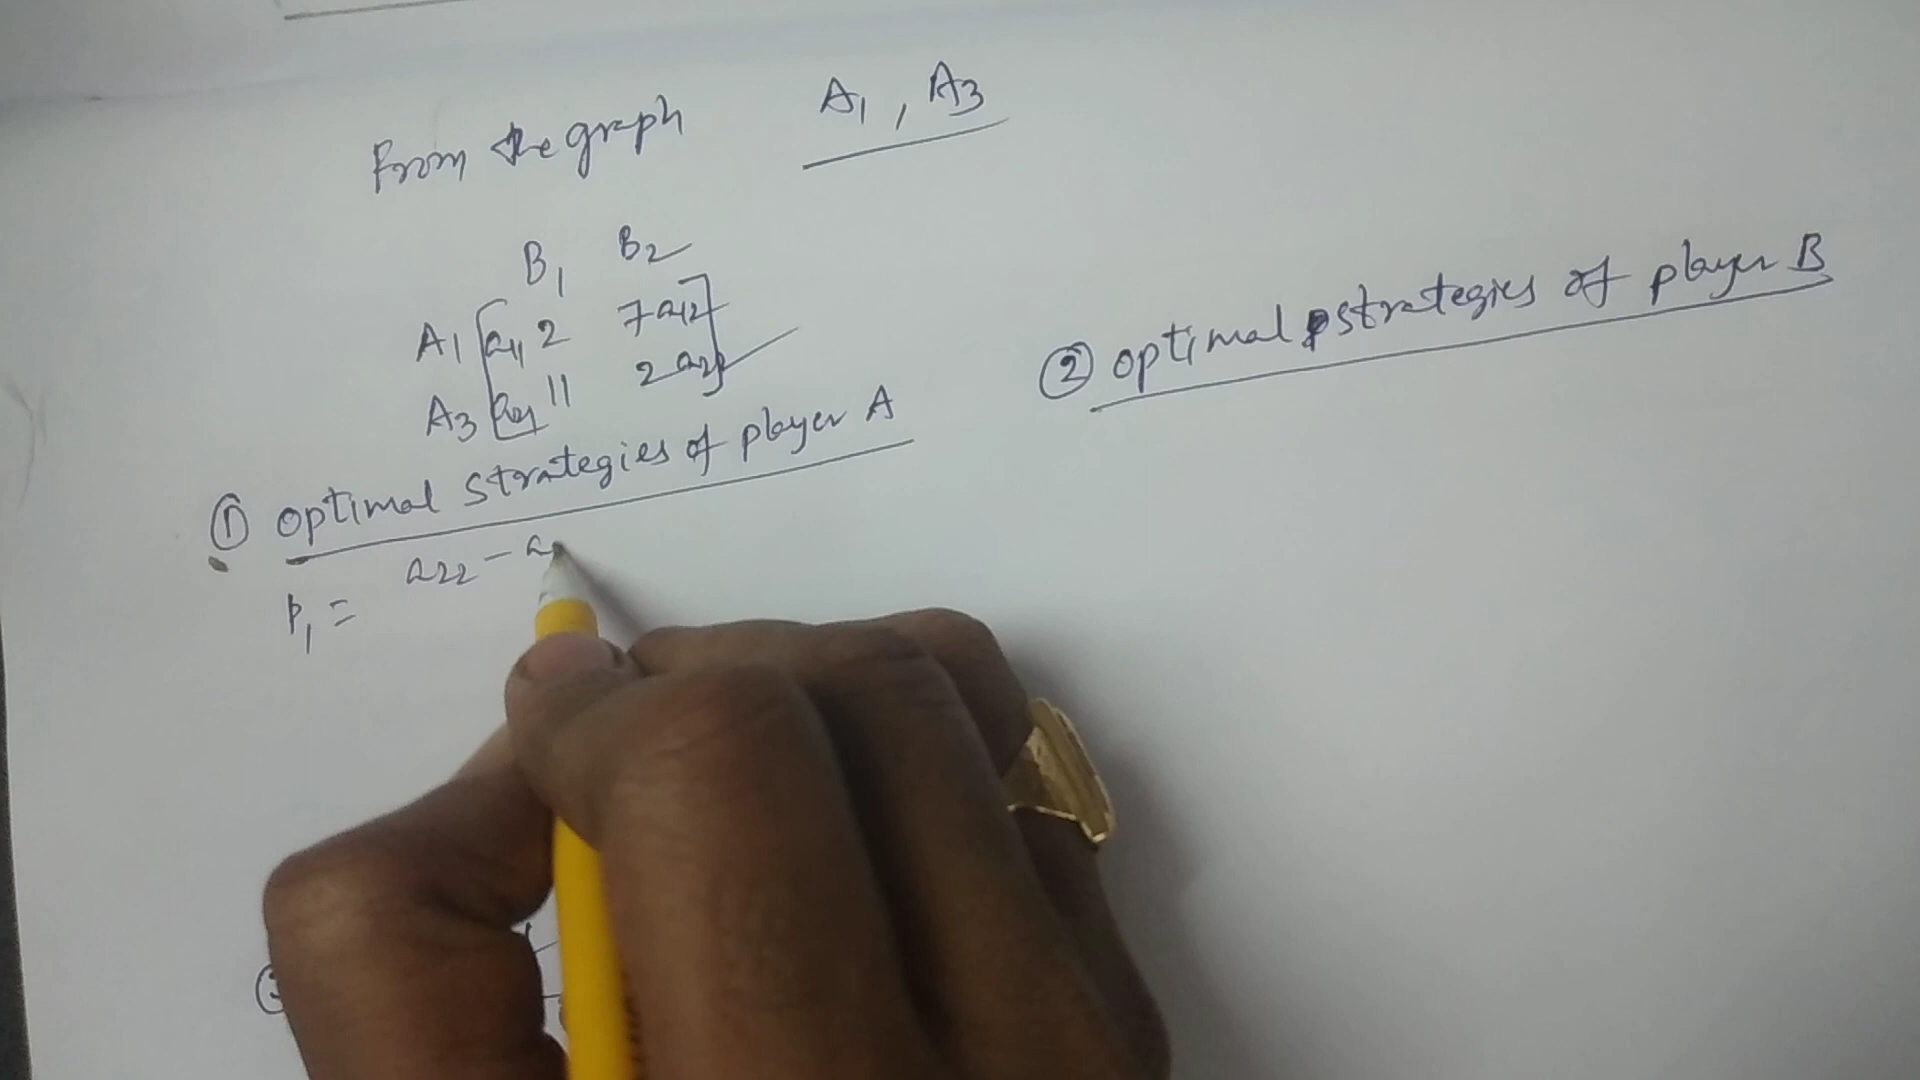 From the graph A1, A3
B1 B2
A1 a11 2 7 a12
A3 a21 11 2 a22
① optimal strategies of player A
② optimal strategies of player B
P1 = a22 - a